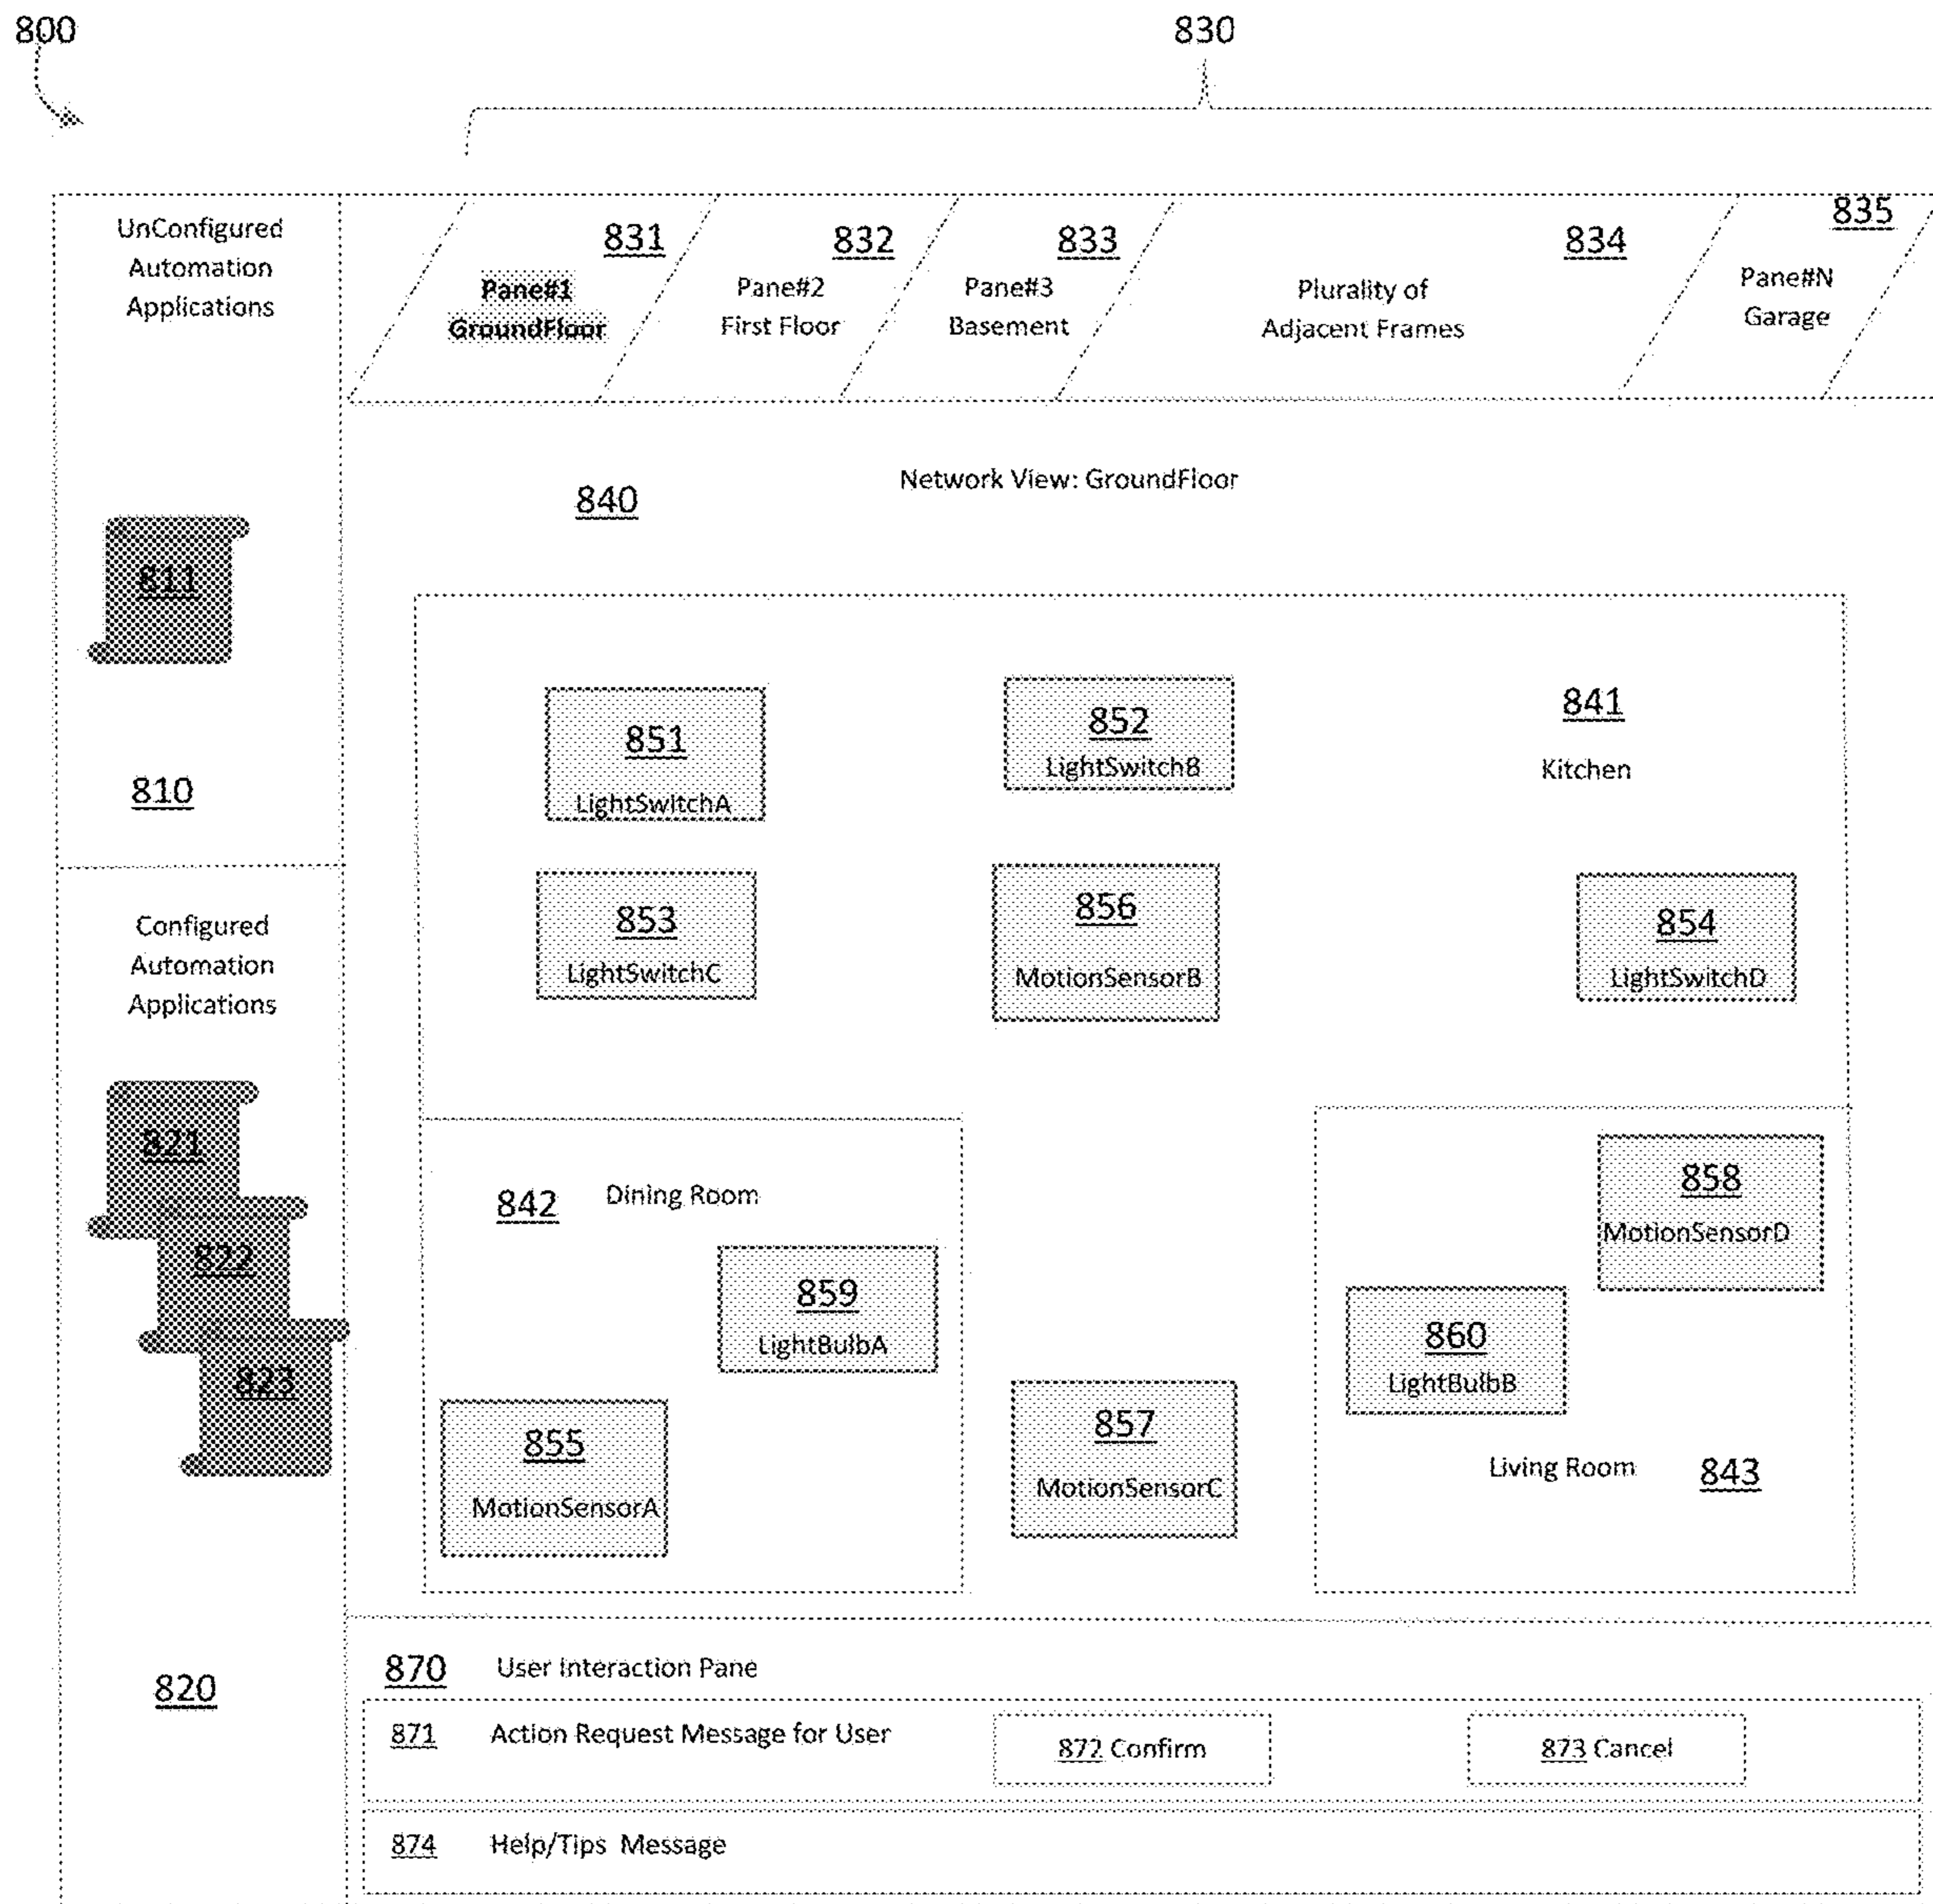 800
830
UnConfigured
Automation
Applications
831
Pane#1
GroundFloor
832
Pane#2
First Floor
833
Pane#3
Basement
834
Plurality of
Adjacent Frames
835
Pane#N
Garage
840
Network View: GroundFloor
811
810
851
LightSwitchA
852
LightSwitchB
841
Kitchen
853
LightSwitchC
856
MotionSensorB
854
LightSwitchD
Configured
Automation
Applications
821
822
823
820
842 Dining Room
859
LightBulbA
855
MotionSensorA
857
MotionSensorC
858
MotionSensorD
860
LightBulbB
Living Room 843
870 User Interaction Pane
871 Action Request Message for User
872 Confirm
873 Cancel
874 Help/Tips Message